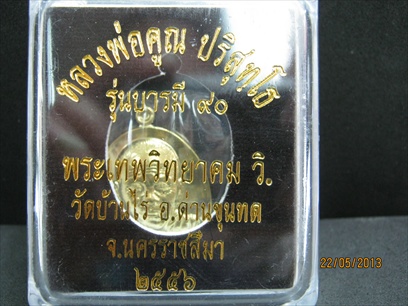 หลวงพ่อคูณ ปริสุทฺโธ
รุ่นบารมี ๙๐
พระเทพวิทยาคม วิ.
วัดบ้านไร่ อ.ด่านขุนทด
จ.นครราชสีมา
๒๕๕๖
22/05/2013